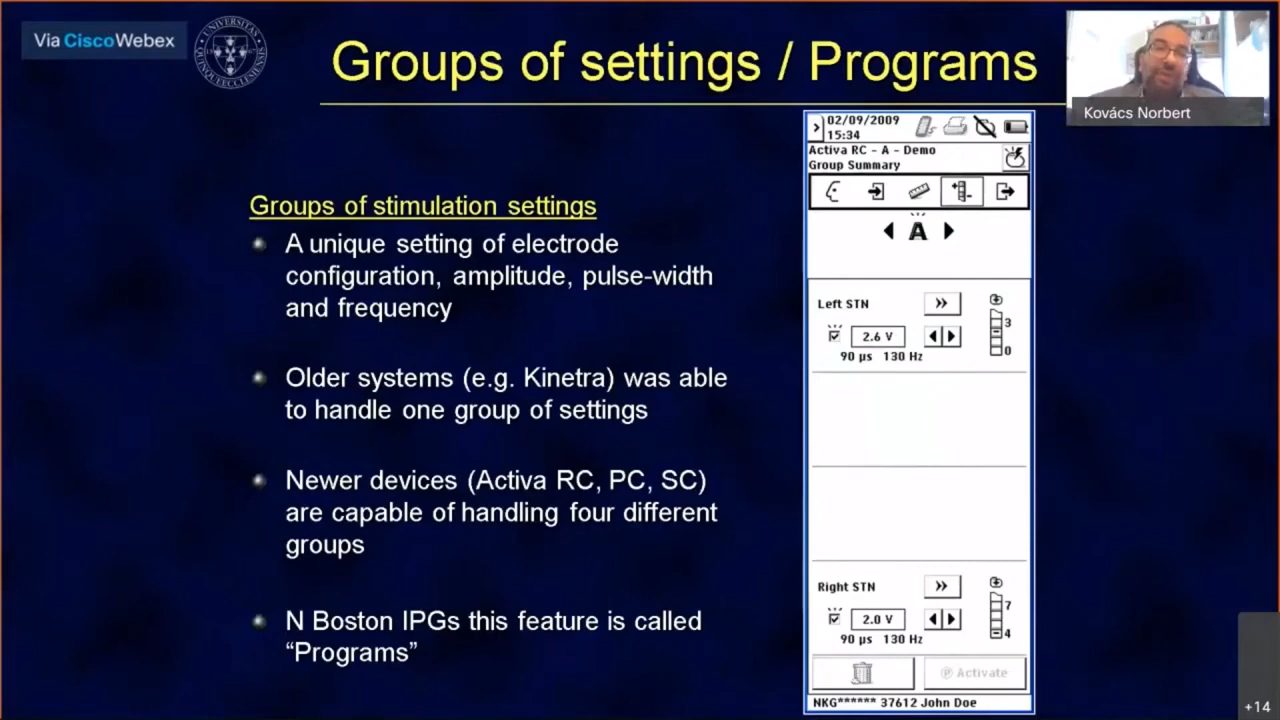 Via Cisco Webex
Groups of settings / Programs
Kovács Norbert
Groups of stimulation settings
A unique setting of electrode
configuration, amplitude, pulse-width
and frequency
Older systems (e.g. Kinetra) was able
to handle one group of settings
Newer devices (Activa RC, PC, SC)
are capable of handling four different
groups
N Boston IPGs this feature is called
“Programs”
02/09/2009
15:34
Activa RC - A - Demo
Group Summary
A
Left STN
3
2.6 V
0
90 µs 130 Hz
Right STN
7
2.0 V
4
90 µs 130 Hz
Activate
NKG****** 37612 John Doe
+14